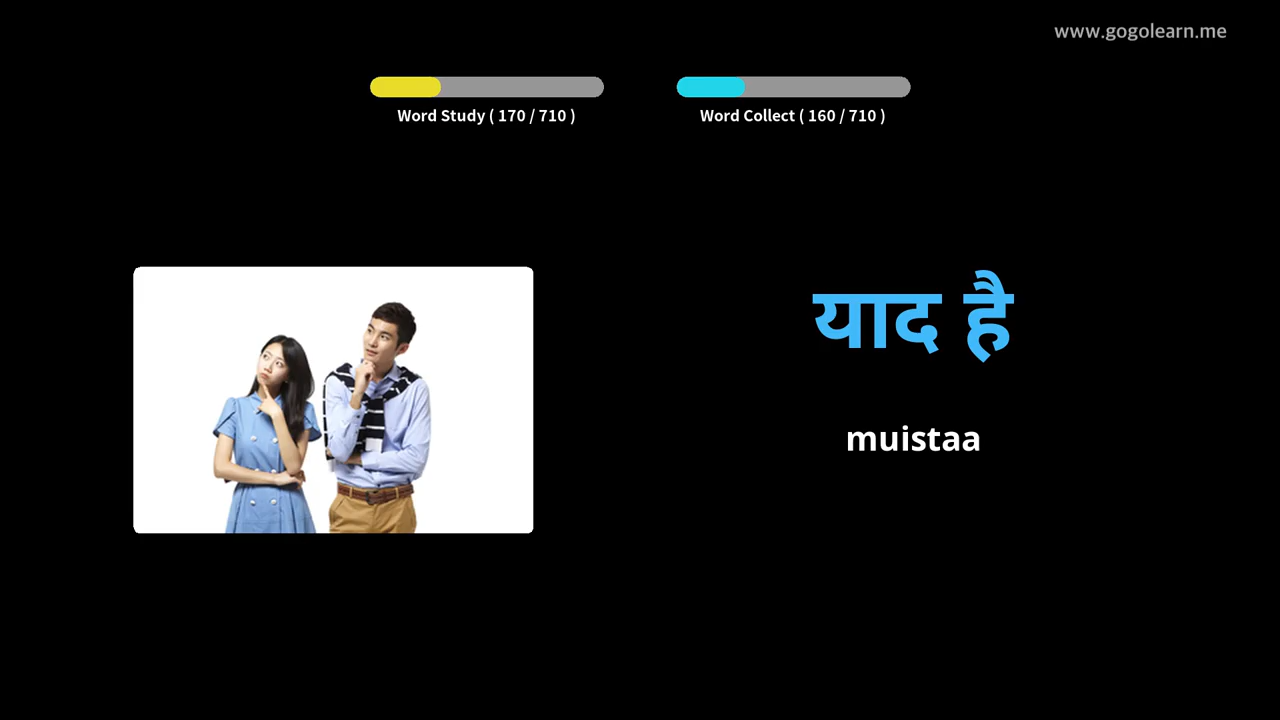 www.gogolearn.me
Word Study ( 170 / 710 )
Word Collect ( 160 / 710 )
याद है
muistaa